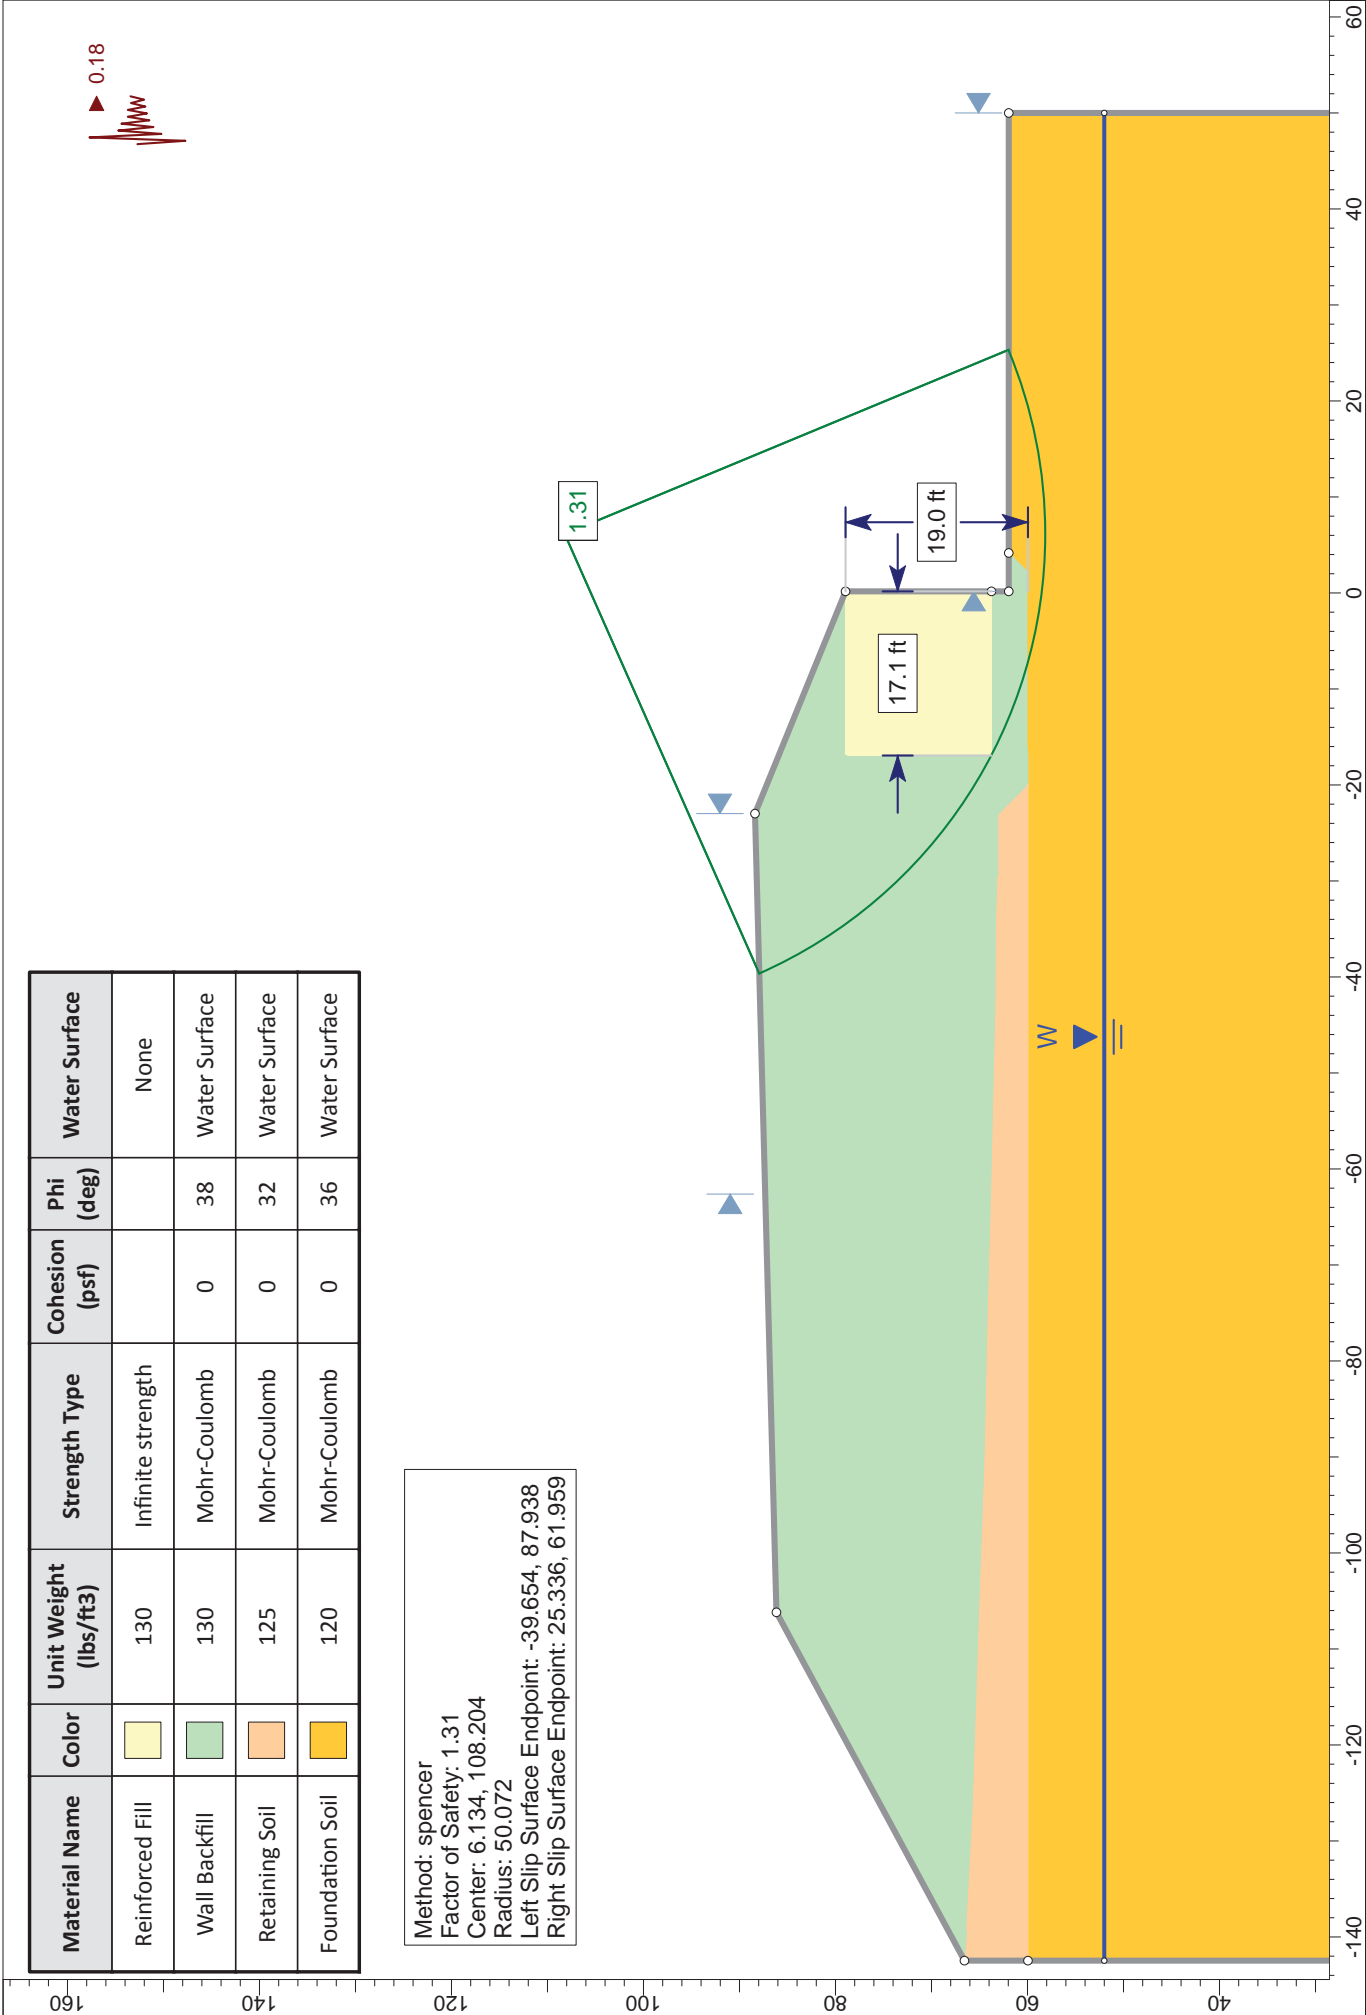 0.18
Material Name	Color	Unit Weight (lbs/ft3)	Strength Type	Cohesion (psf)	Phi (deg)	Water Surface
Reinforced Fill	130	Infinite strength	None
Wall Backfill	130	Mohr-Coulomb	0	38	Water Surface
Retaining Soil	125	Mohr-Coulomb	0	32	Water Surface
Foundation Soil	120	Mohr-Coulomb	0	36	Water Surface
Method: spencer
Factor of Safety: 1.31
Center: 6.134, 108.204
Radius: 50.072
Left Slip Surface Endpoint: -39.654, 87.938
Right Slip Surface Endpoint: 25.336, 61.959
1.31
17.1 ft
19.0 ft
W
160
140
120
100
80
60
40
-140 -120 -100 -80 -60 -40 -20 0 20 40 60